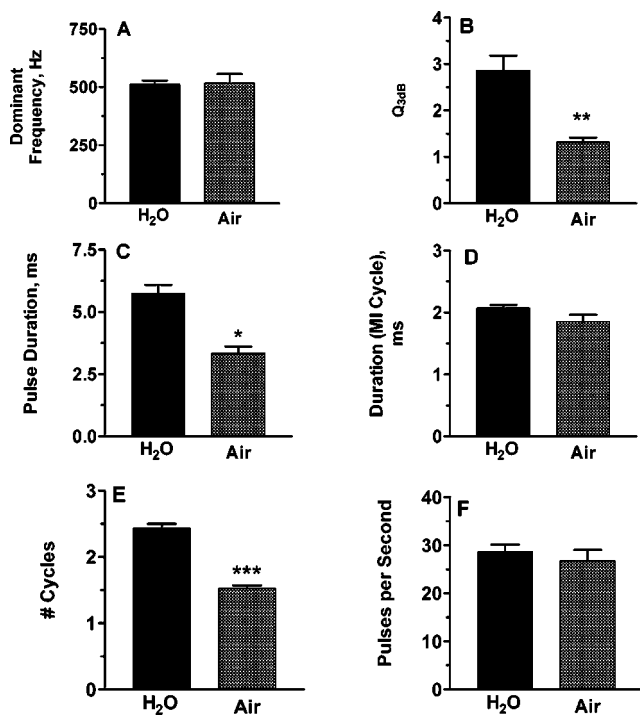 A
Dominant
Frequency, Hz
750
500
250
0
H₂O Air
B
Q3dB
4
3
2
1
0
**
H₂O Air
C
Pulse Duration, ms
7.5
5.0
2.5
0.0
*
H₂O Air
D
Duration (MI Cycle),
ms
3
2
1
0
H₂O Air
E
# Cycles
3
2
1
0
***
H₂O Air
F
Pulses per Second
40
30
20
10
0
H₂O Air